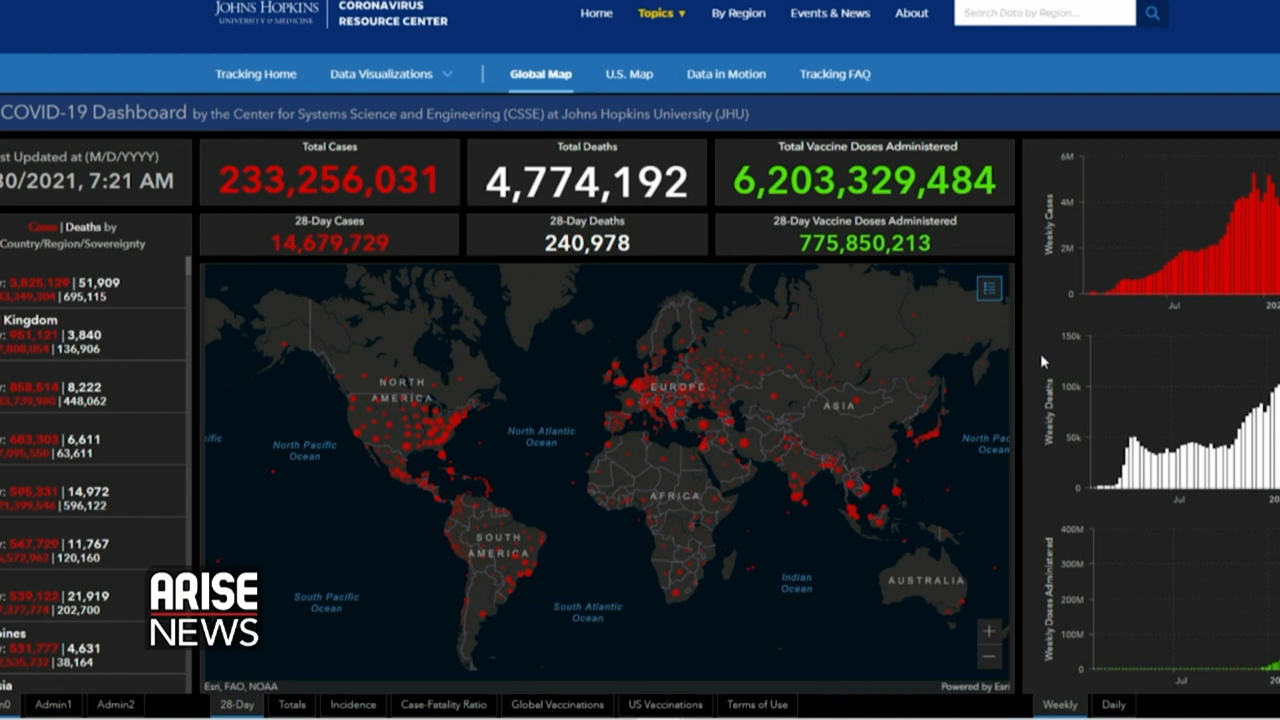 JOHNS HOPKINS
UNIVERSITY & MEDICINE
CORONAVIRUS
RESOURCE CENTER
Home
Topics ▼
By Region
Events & News
About
Search Data by Region...
Tracking Home
Data Visualizations
Global Map
U.S. Map
Data in Motion
Tracking FAQ
COVID-19 Dashboard by the Center for Systems Science and Engineering (CSSE) at Johns Hopkins University (JHU)
st Updated at (M/D/YYYY)
30/2021, 7:21 AM
Total Cases
233,256,031
Total Deaths
4,774,192
Total Vaccine Doses Administered
6,203,329,484
28-Day Cases
14,679,729
28-Day Deaths
240,978
28-Day Vaccine Doses Administered
775,850,213
Cases | Deaths by
Country/Region/Sovereignty
y: 3,825,129 | 51,909
43,349,304 | 695,115
Kingdom
y: 951,121 | 3,840
136,906
8,222
448,062
y: 683,303 | 6,611
63,611
y: 595,331 | 14,972
596,122
y: 547,729 | 11,767
120,160
y: 539,122 | 21,919
202,700
pines
y: 531,777 | 4,631
38,164
sia
NORTH
AMERICA
EUROPE
ASIA
AFRICA
SOUTH
AMERICA
AUSTRALIA
ific
North Pacific
Ocean
North Atlantic
Ocean
North Pac
Ocean
South Pacific
Ocean
South Atlantic
Ocean
Indian
Ocean
+
−
Esri, FAO, NOAA
Powered by Esri
6M
4M
2M
0
Weekly Cases
Jul
202
150k
100k
50k
0
Weekly Deaths
Jul
20
400M
300M
200M
100M
0
Weekly Doses Administered
Jul
20
ARISE
NEWS
n0
Admin1
Admin2
28-Day
Totals
Incidence
Case-Fatality Ratio
Global Vaccinations
US Vaccinations
Terms of Use
Weekly
Daily